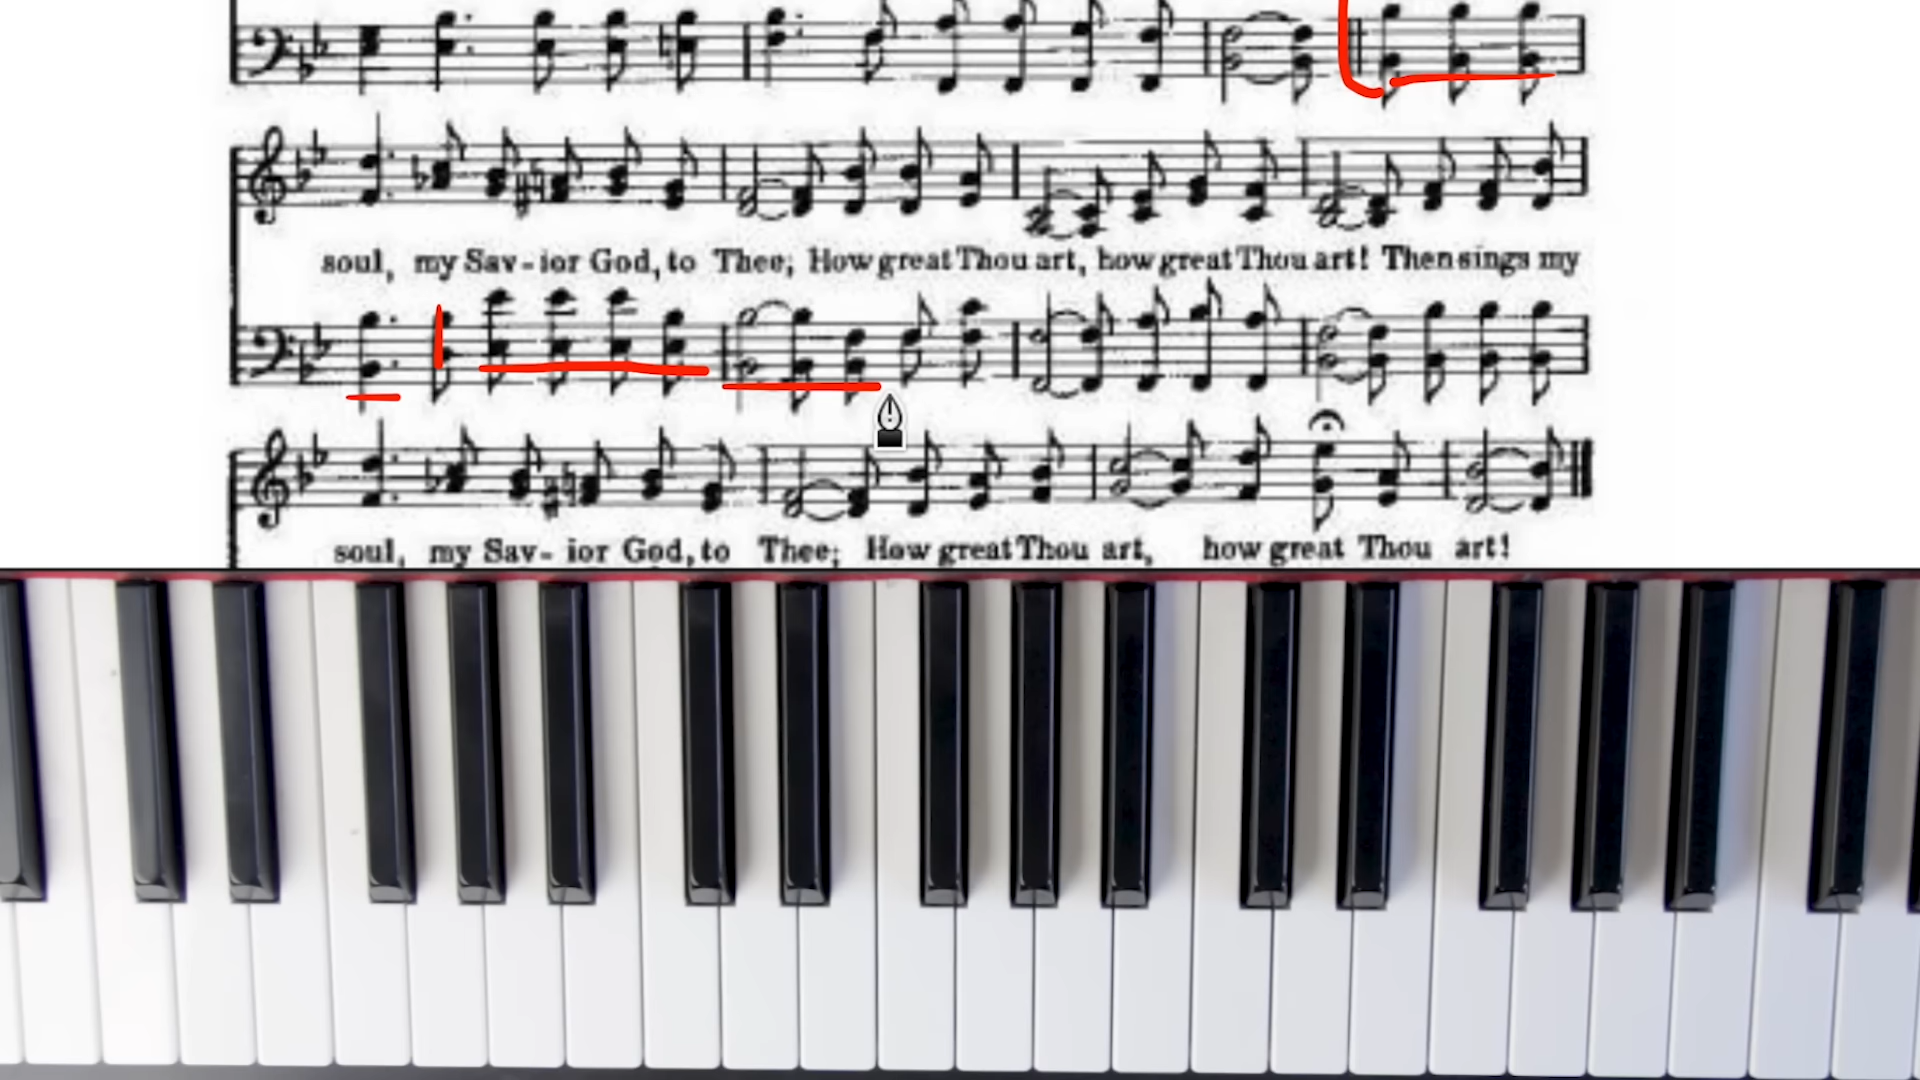 soul, my Sav-ior God, to Thee; How great Thou art, how great Thou art! Then sings my
soul, my Sav-ior God, to Thee; How great Thou art, how great Thou art!